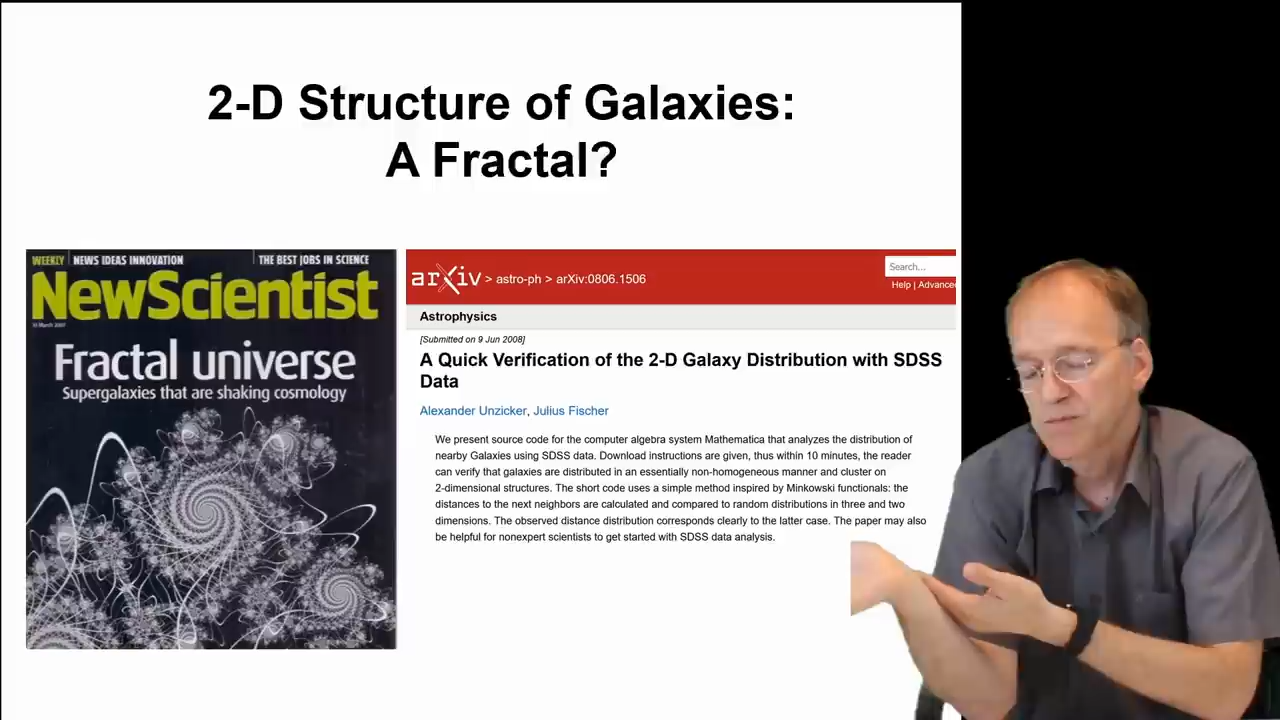 2-D Structure of Galaxies:
A Fractal?
WEEKLY NEWS IDEAS INNOVATION
THE BEST JOBS IN SCIENCE
NewScientist
Fractal universe
Supergalaxies that are shaking cosmology
arXiv > astro-ph > arXiv:0806.1506
Search...
Help | Advance
Astrophysics
[Submitted on 9 Jun 2008]
A Quick Verification of the 2-D Galaxy Distribution with SDSS
Data
Alexander Unzicker, Julius Fischer
We present source code for the computer algebra system Mathematica that analyzes the distribution of
nearby Galaxies using SDSS data. Download instructions are given, thus within 10 minutes, the reader
can verify that galaxies are distributed in an essentially non-homogeneous manner and cluster on
2-dimensional structures. The short code uses a simple method inspired by Minkowski functionals: the
distances to the next neighbors are calculated and compared to random distributions in three and two
dimensions. The observed distance distribution corresponds clearly to the latter case. The paper may also
be helpful for nonexpert scientists to get started with SDSS data analysis.